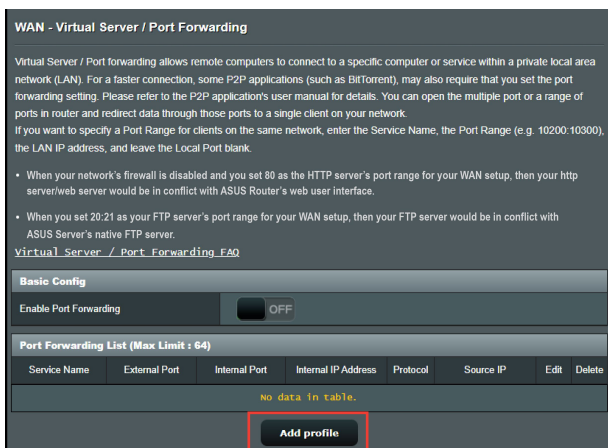 WAN - Virtual Server / Port Forwarding
Virtual Server / Port forwarding allows remote computers to connect to a specific computer or service within a private local area
network (LAN). For a faster connection, some P2P applications (such as BitTorrent), may also require that you set the port
forwarding setting. Please refer to the P2P application's user manual for details. You can open the multiple port or a range of
ports in router and redirect data through those ports to a single client on your network.
If you want to specify a Port Range for clients on the same network, enter the Service Name, the Port Range (e.g. 10200:10300),
the LAN IP address, and leave the Local Port blank.
• When your network's firewall is disabled and you set 80 as the HTTP server's port range for your WAN setup, then your http
server/web server would be in conflict with ASUS Router's web user interface.
• When you set 20:21 as your FTP server's port range for your WAN setup, then your FTP server would be in conflict with
ASUS Server's native FTP server.
Virtual Server / Port Forwarding FAQ
Basic Config
Enable Port Forwarding OFF
Port Forwarding List (Max Limit : 64)
Service Name External Port Internal Port Internal IP Address Protocol Source IP Edit Delete
No data in table.
Add profile